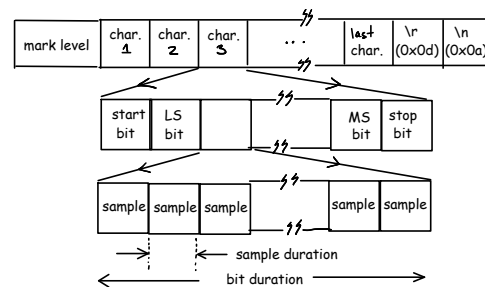 mark level
char. 1
char. 2
char. 3
...
last char.
\r (0x0d)
\n (0x0a)
start bit
LS bit
MS bit
stop bit
sample
sample
sample
sample
sample
sample duration
bit duration